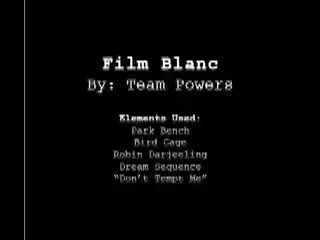 Film Blanc
By: Team Powers
Elements Used:
Park Bench
Bird Cage
Robin Darjeeling
Dream Sequence
"Don't Tempt Me"